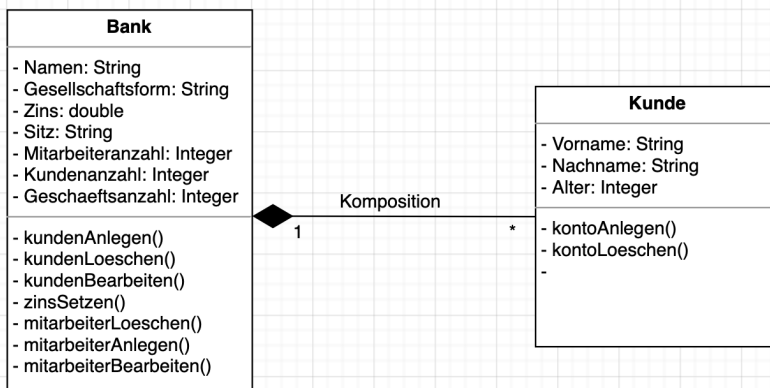 Bank
- Namen: String
- Gesellschaftsform: String
- Zins: double
- Sitz: String
- Mitarbeiteranzahl: Integer
- Kundenanzahl: Integer
- Geschaeftsanzahl: Integer
- kundenAnlegen()
- kundenLoeschen()
- kundenBearbeiten()
- zinsSetzen()
- mitarbeiterLoeschen()
- mitarbeiterAnlegen()
- mitarbeiterBearbeiten()
Komposition
1
*
Kunde
- Vorname: String
- Nachname: String
- Alter: Integer
- kontoAnlegen()
- kontoLoeschen()
-